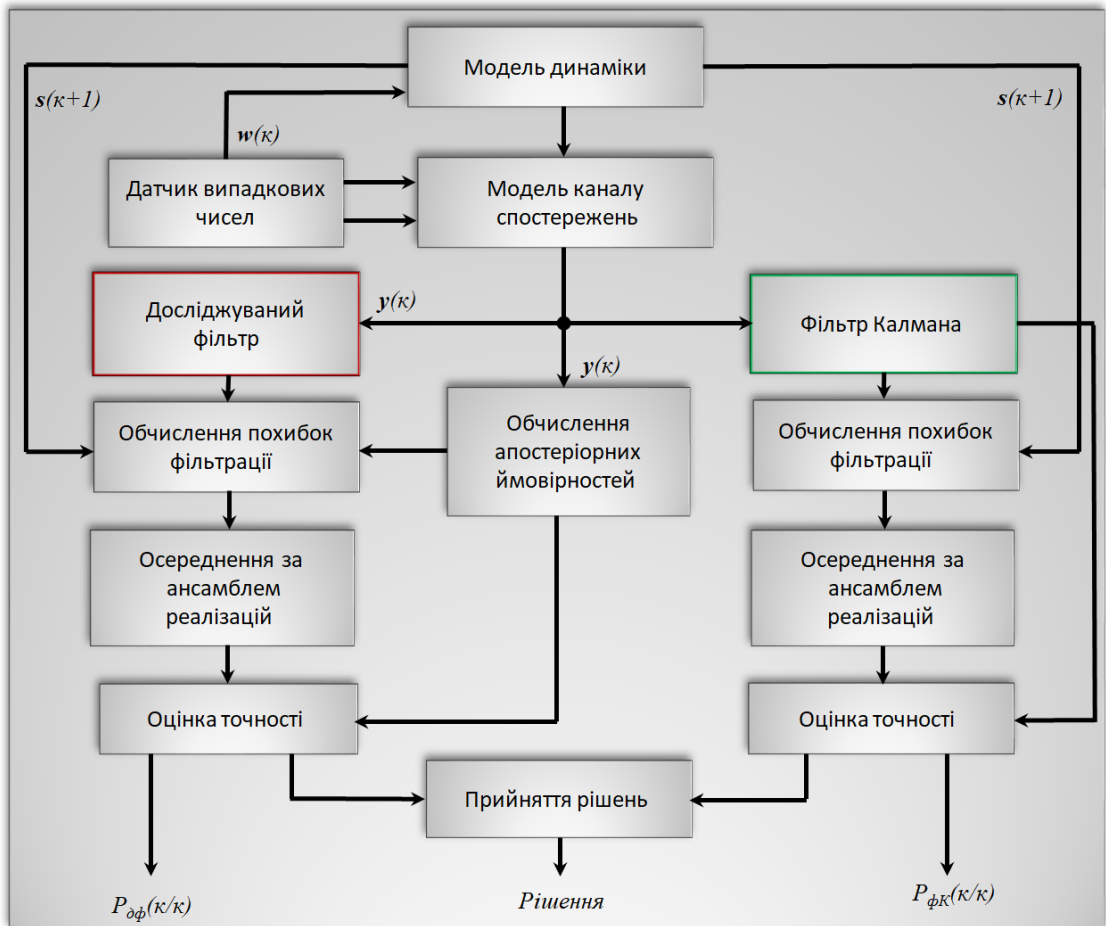 Модель динаміки
s(к+1)
s(к+1)
w(к)
Датчик випадкових
чисел
Модель каналу
спостережень
Досліджуваний
фільтр
y(к)
Фільтр Калмана
y(к)
Обчислення похибок
фільтрації
Обчислення
апостеріорних
ймовірностей
Обчислення похибок
фільтрації
Осереднення за
ансамблем
реалізацій
Осереднення за
ансамблем
реалізацій
Оцінка точності
Оцінка точності
Прийняття рішень
Pдф(к/к)
Рішення
PфК(к/к)